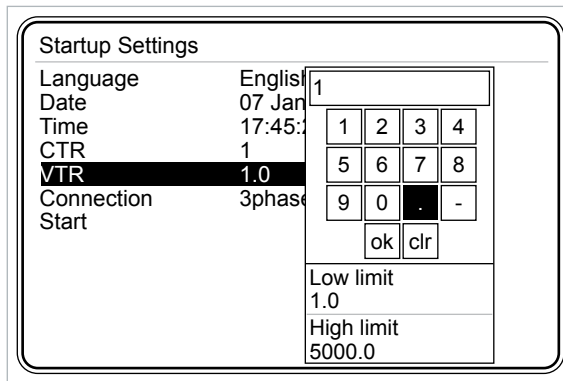 Startup Settings
Language English
Date 07 Jan
Time 17:45:
CTR 1
VTR 1.0
Connection 3phase
Start
1
1 2 3 4
5 6 7 8
9 0 . -
ok clr
Low limit
1.0
High limit
5000.0